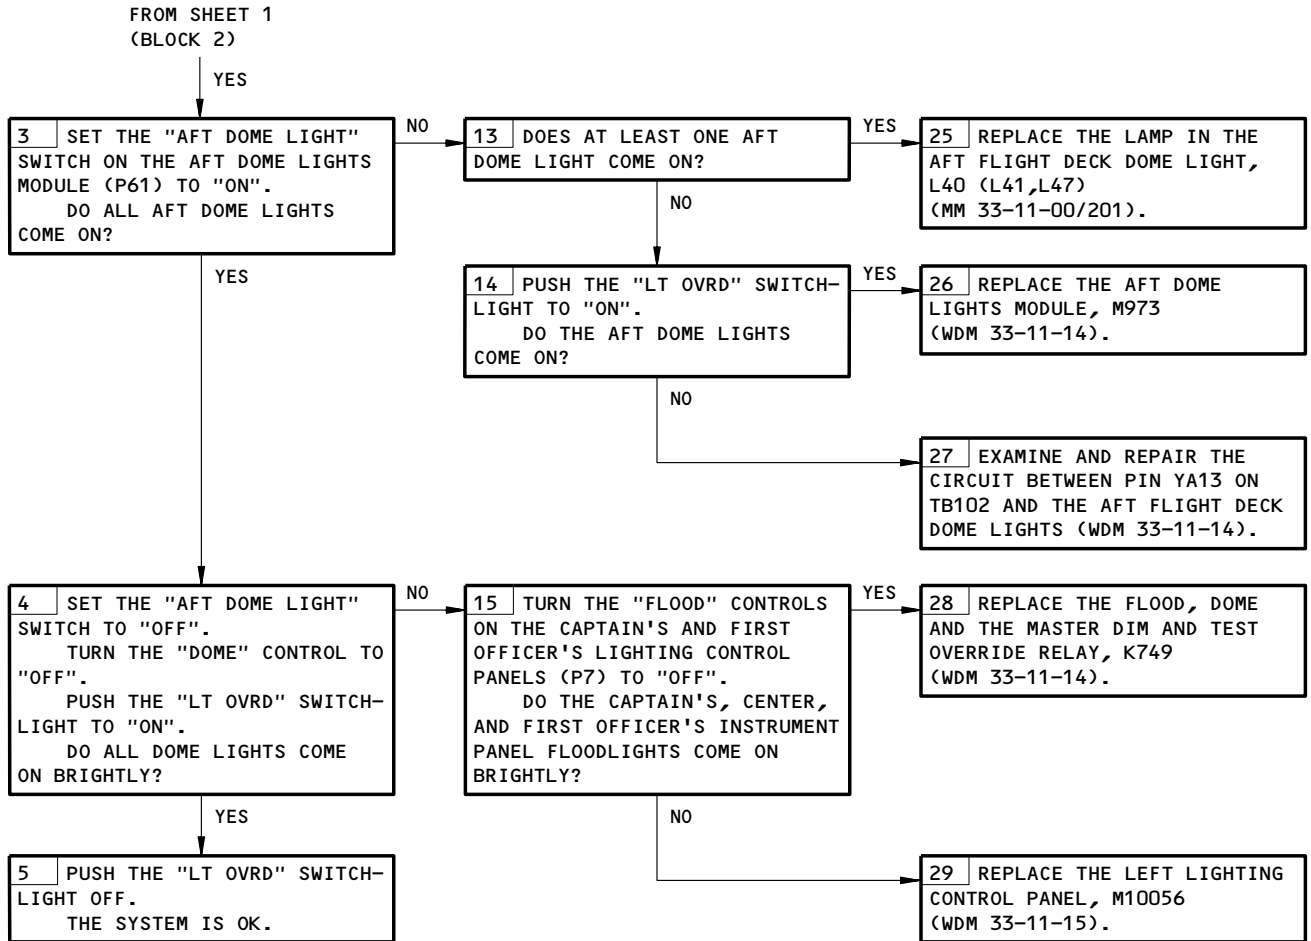 FROM SHEET 1
(BLOCK 2)
YES
3 SET THE "AFT DOME LIGHT"
SWITCH ON THE AFT DOME LIGHTS
MODULE (P61) TO "ON".
DO ALL AFT DOME LIGHTS
COME ON?
NO
13 DOES AT LEAST ONE AFT
DOME LIGHT COME ON?
YES
25 REPLACE THE LAMP IN THE
AFT FLIGHT DECK DOME LIGHT,
L40 (L41,L47)
(MM 33-11-00/201).
NO
YES
14 PUSH THE "LT OVRD" SWITCH-
LIGHT TO "ON".
DO THE AFT DOME LIGHTS
COME ON?
YES
26 REPLACE THE AFT DOME
LIGHTS MODULE, M973
(WDM 33-11-14).
NO
27 EXAMINE AND REPAIR THE
CIRCUIT BETWEEN PIN YA13 ON
TB102 AND THE AFT FLIGHT DECK
DOME LIGHTS (WDM 33-11-14).
4 SET THE "AFT DOME LIGHT"
SWITCH TO "OFF".
TURN THE "DOME" CONTROL TO
"OFF".
PUSH THE "LT OVRD" SWITCH-
LIGHT TO "ON".
DO ALL DOME LIGHTS COME
ON BRIGHTLY?
NO
15 TURN THE "FLOOD" CONTROLS
ON THE CAPTAIN'S AND FIRST
OFFICER'S LIGHTING CONTROL
PANELS (P7) TO "OFF".
DO THE CAPTAIN'S, CENTER,
AND FIRST OFFICER'S INSTRUMENT
PANEL FLOODLIGHTS COME ON
BRIGHTLY?
YES
28 REPLACE THE FLOOD, DOME
AND THE MASTER DIM AND TEST
OVERRIDE RELAY, K749
(WDM 33-11-14).
YES
NO
5 PUSH THE "LT OVRD" SWITCH-
LIGHT OFF.
THE SYSTEM IS OK.
29 REPLACE THE LEFT LIGHTING
CONTROL PANEL, M10056
(WDM 33-11-15).